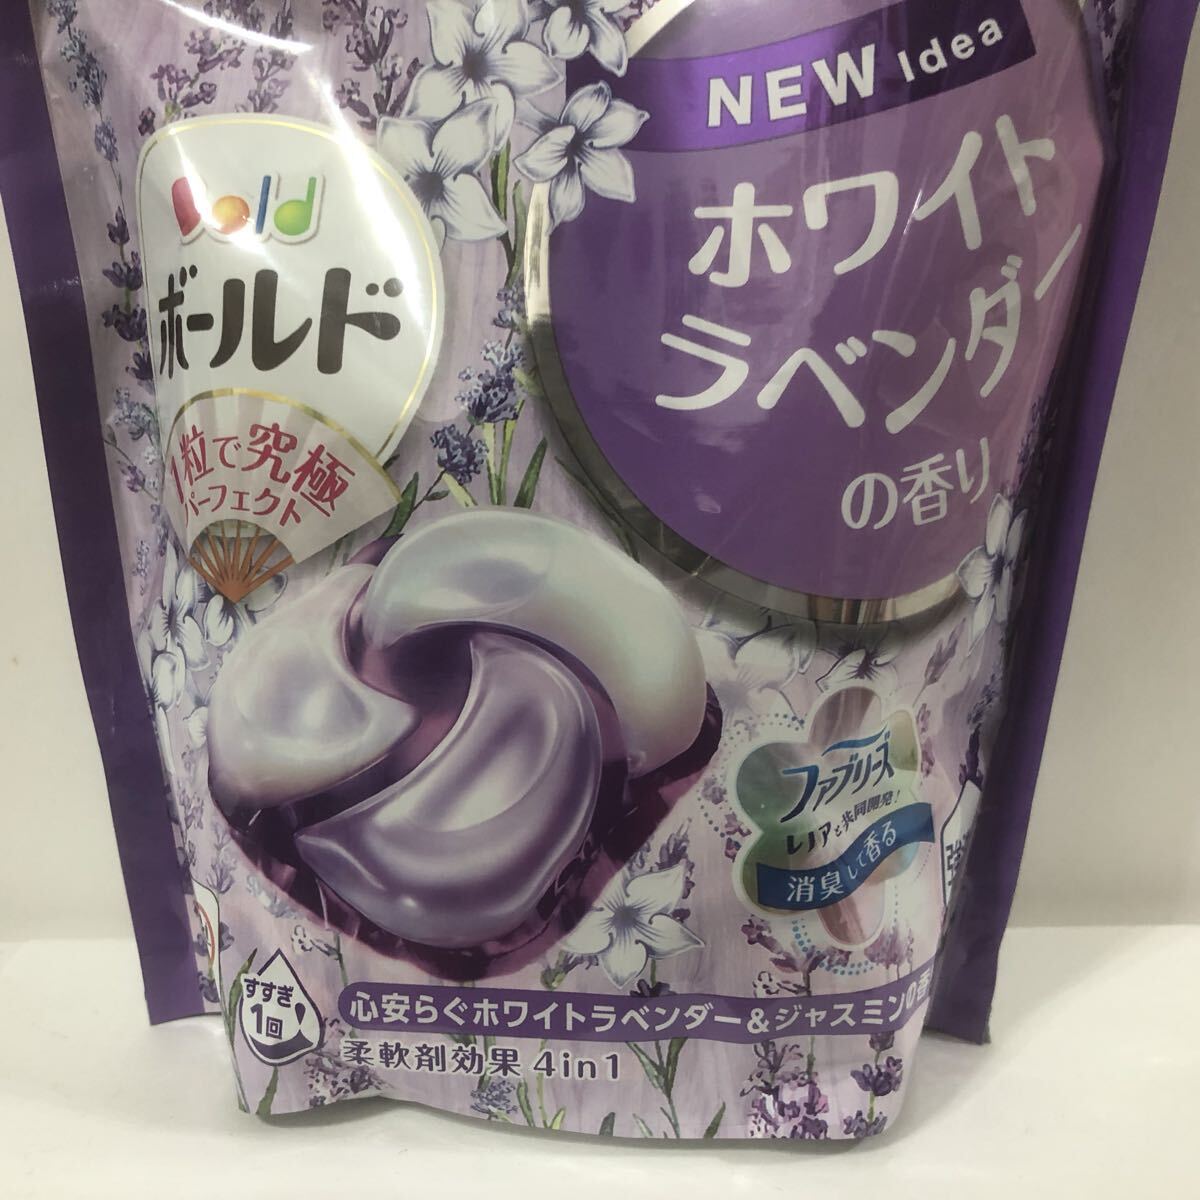 NEW Idea
ホワイト
ラベンダー
の香り
Bold
ボールド
1粒で究極
パーフェクト
ファブリーズ
レノアと共同開発!
消臭して香る
すすぎ
1回
心安らぐホワイトラベンダー&ジャスミンの香
柔軟剤効果 4in1